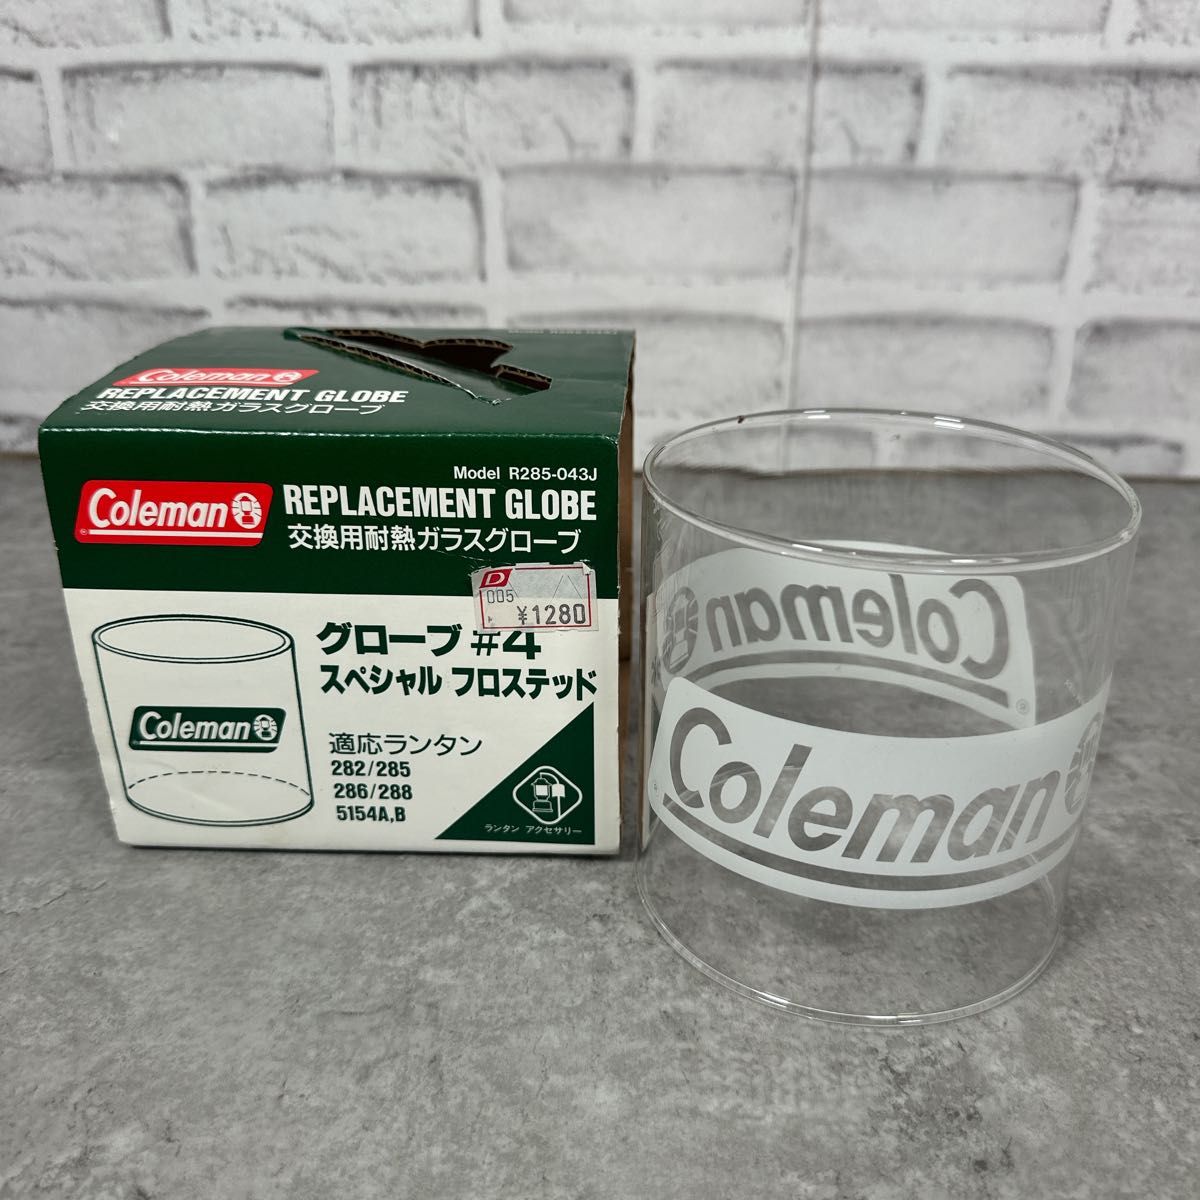 Coleman
REPLACEMENT GLOBE
交換用耐熱ガラスグローブ
Model R285-043J
Coleman
REPLACEMENT GLOBE
交換用耐熱ガラスグローブ
D
1005
¥1280
グローブ #4
スペシャル フロステッド
Coleman
適応ランタン
282/285
286/288
5154A,B
ランタン アクセサリー
Coleman
Coleman